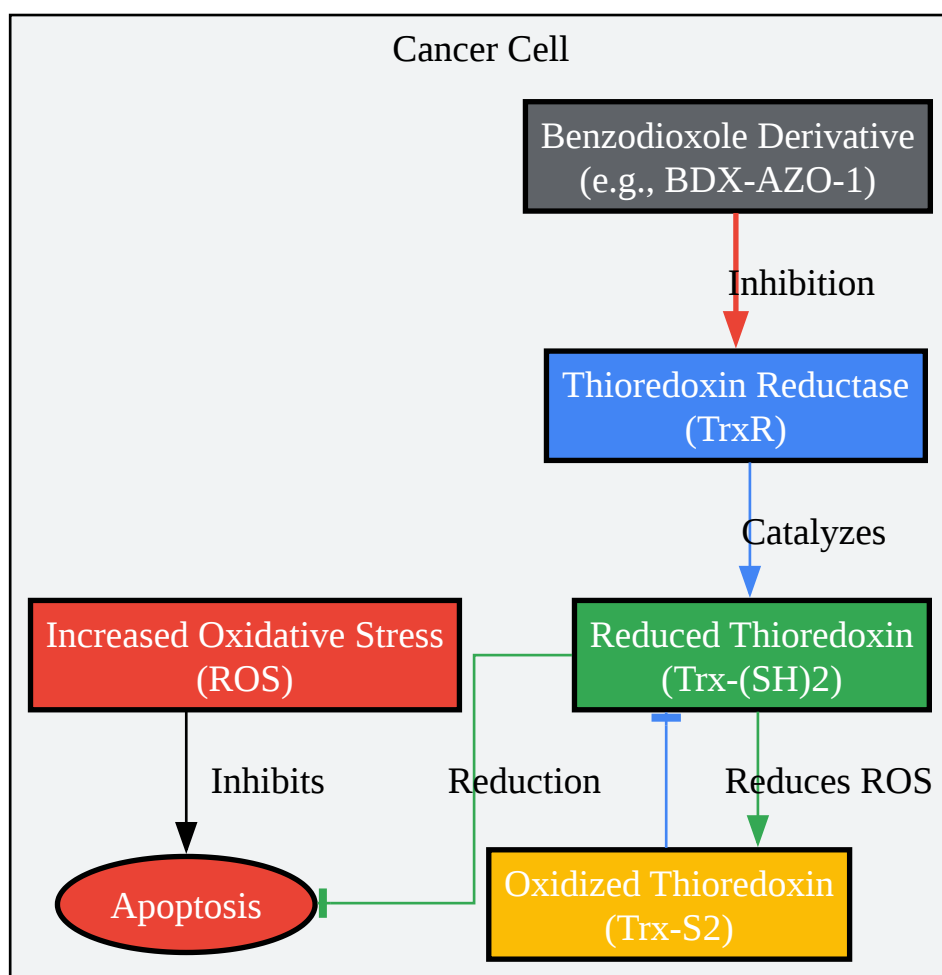 Cancer Cell
Benzodioxole Derivative
(e.g., BDX-AZO-1)
Inhibition
Thioredoxin Reductase
(TrxR)
Catalyzes
Increased Oxidative Stress
(ROS)
Reduced Thioredoxin
(Trx-(SH)2)
Inhibits
Reduction
Reduces ROS
Apoptosis
Oxidized Thioredoxin
(Trx-S2)